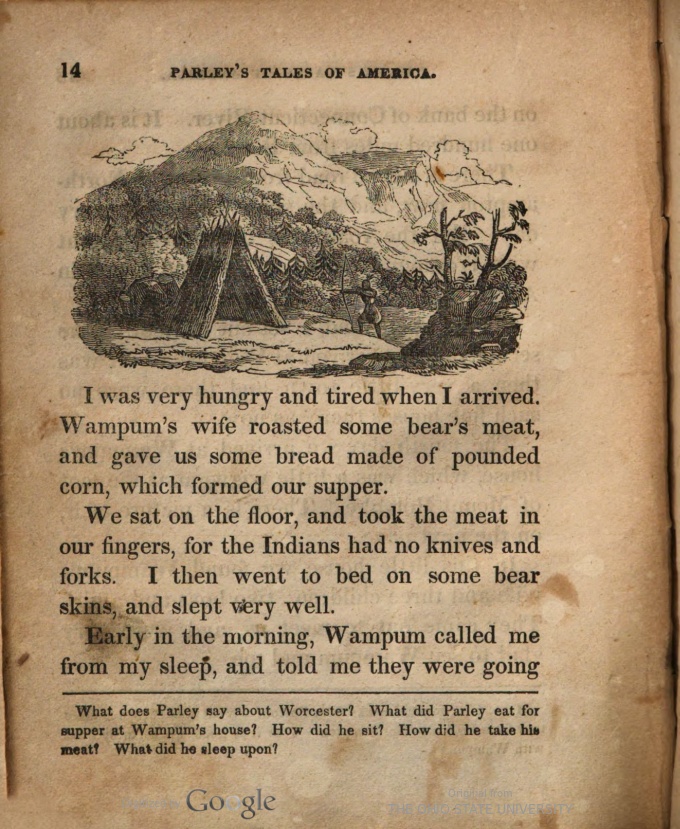 14 PARLEY'S TALES OF AMERICA.
I was very hungry and tired when I arrived.
Wampum's wife roasted some bear's meat,
and gave us some bread made of pounded
corn, which formed our supper.
We sat on the floor, and took the meat in
our fingers, for the Indians had no knives and
forks. I then went to bed on some bear
skins, and slept very well.
Early in the morning, Wampum called me
from my sleep, and told me they were going
What does Parley say about Worcester? What did Parley eat for
supper at Wampum's house? How did he sit? How did he take his
meat? What did he sleep upon?
Google
Original from
THE OHIO STATE UNIVERSITY